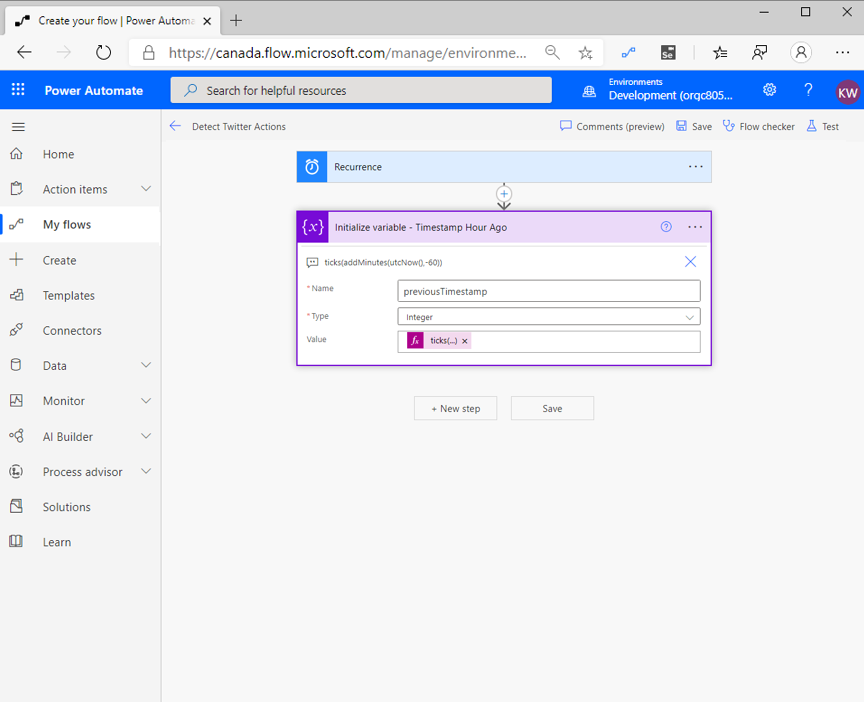 Create your flow | Power Automa
https://canada.flow.microsoft.com/manage/environme...
Se
Power Automate
Search for helpful resources
Environments
Development (orqc805...
?
KW
Detect Twitter Actions
Comments (preview)
Save
Flow checker
Test
Home
Action items
My flows
Create
Templates
Connectors
Data
Monitor
AI Builder
Process advisor
Solutions
Learn
Recurrence
{x}
Initialize variable - Timestamp Hour Ago
ticks(addMinutes(utcNow(),-60))
* Name
previousTimestamp
* Type
Integer
Value
fx ticks(...) x
+ New step
Save